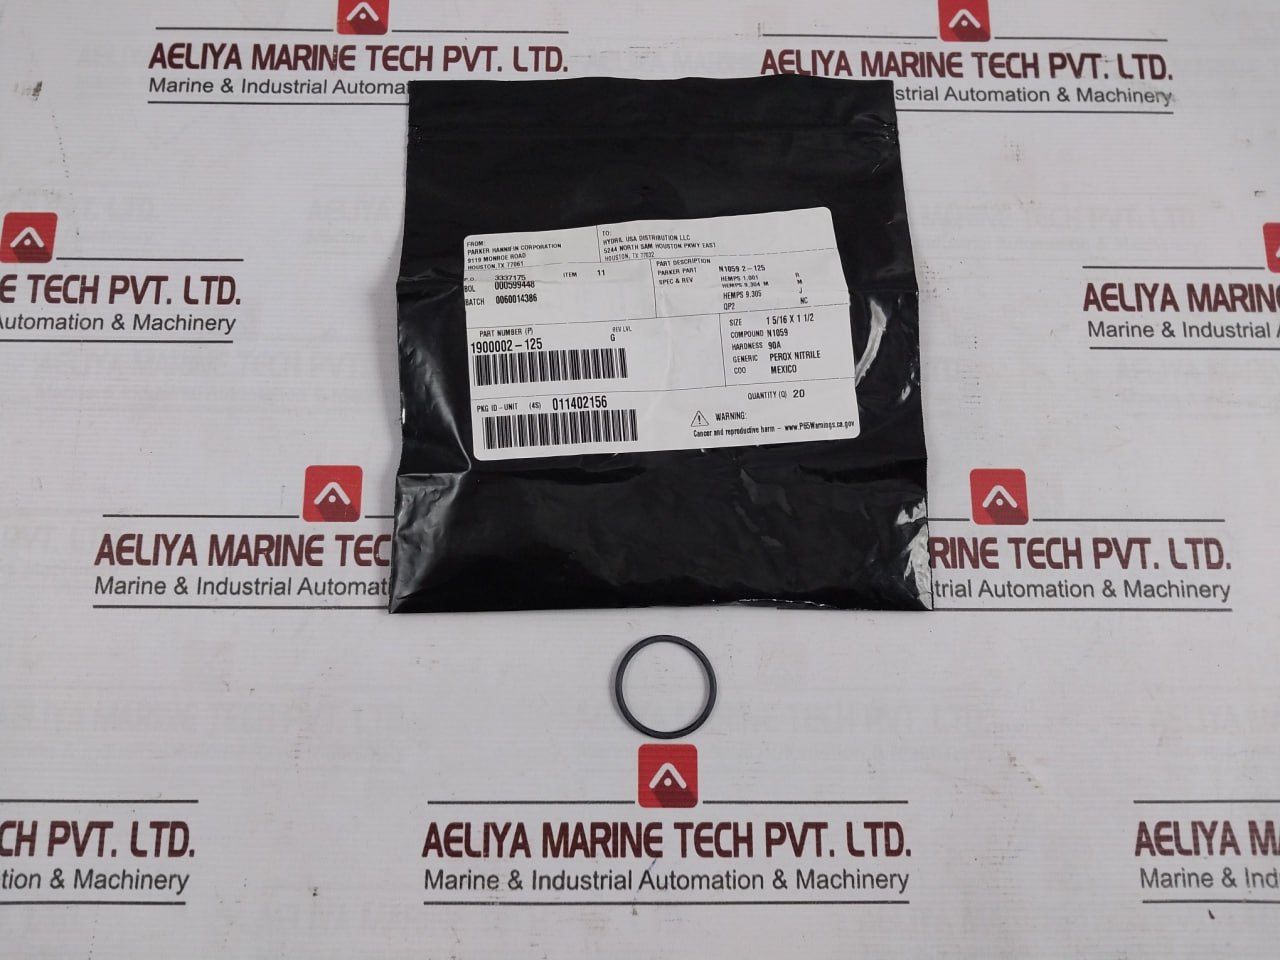 AELIYA MARINE TECH PVT. LTD.
Marine & Industrial Automa
AELIYA MARINE TECH PVT. LTD.
strial Automation & Machinery
E TECH PVT. LTD.
Automation & Machinery
AELIYA MARIN
Marine & Industrial
FROM:
PARKER HANNIFIN CORPORATION
9119 MONROE ROAD
HOUSTON, TX 77061
TO:
HYDRIL USA DISTRIBUTION LLC
5244 NORTH SAM HOUSTON PKWY EAST
HOUSTON, TX 77032
P.O. 3337175 ITEM 11
BOL 000599448
BATCH 0060014386
PART DESCRIPTION
PARKER PART N1059 2-125
SPEC & REV HEMPS 1.001 R
HEMPS 9.304 M M
HEMPS 9.305 J
QP2 NC
PART NUMBER (P) REV LVL
1900002-125 G
SIZE 1 5/16 X 1 1/2
COMPOUND N1059
HARDNESS 90A
GENERIC PEROX NITRILE
COO MEXICO
PKG ID-UNIT (4S) 011402156
QUANTITY (Q) 20
WARNING:
Cancer and reproductive harm - www.P65Warnings.ca.gov
AELIYA MARINE TEC
Marine & Industrial Automati
RINE TECH PVT. LTD.
trial Automation & Machinery
CH PVT. LTD.
tion & Machinery
AELIYA MARINE TECH PVT. LTD.
Marine & Industrial Automation & Machinery
AELIYA M
Marine & Ind